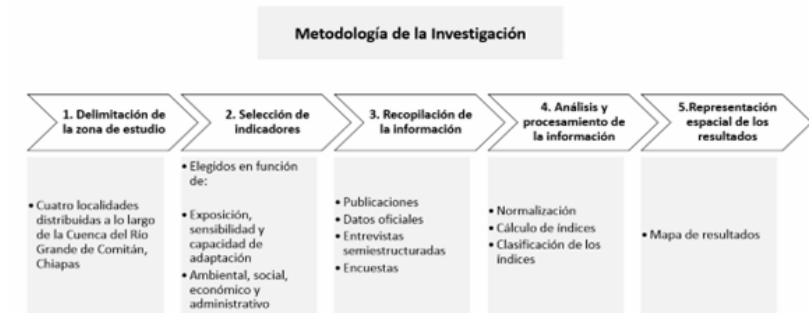 Metodología de la Investigación
1. Delimitación de
la zona de estudio
• Cuatro localidades
distribuidas a lo largo
de la Cuenca del Río
Grande de Comitán,
Chiapas
2. Selección de
indicadores
• Elegidos en función
de:
• Exposición,
sensibilidad y
capacidad de
adaptación
• Ambiental, social,
económico y
administrativo
3. Recopilación de
la información
• Publicaciones
• Datos oficiales
• Entrevistas
semiestructuradas
• Encuestas
4. Análisis y
procesamiento de
la información
• Normalización
• Cálculo de índices
• Clasificación de los
índices
5.Representación
espacial de los
resultados
• Mapa de resultados